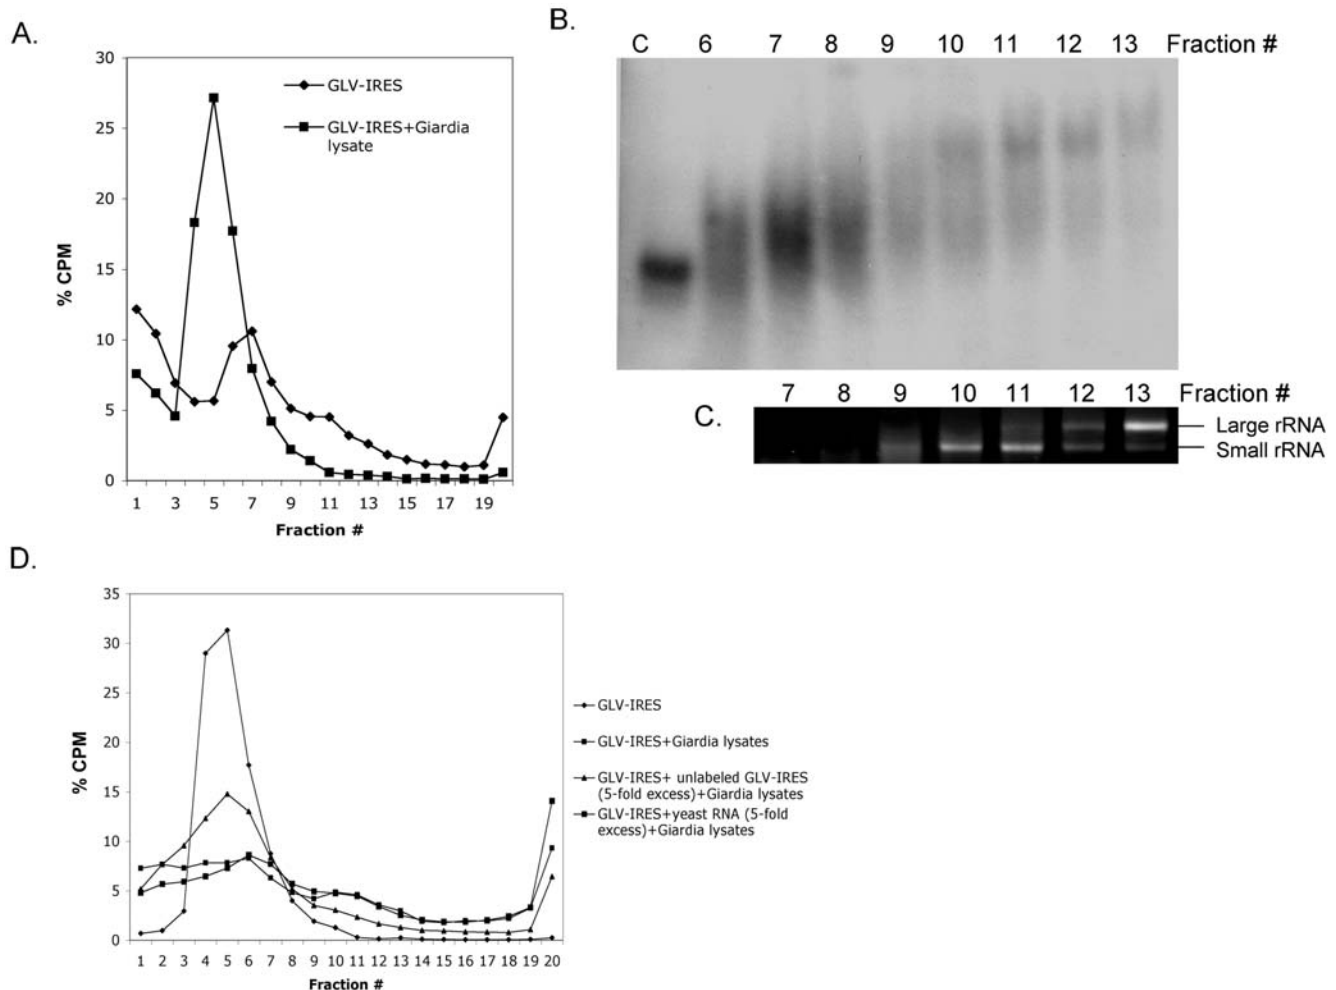 A.
30
25
20
15
10
5
0
% CPM
GLV-IRES
GLV-IRES+Giardia
lysate
1 3 5 7 9 11 13 15 17 19
Fraction #
B.
C 6 7 8 9 10 11 12 13 Fraction #
7 8 9 10 11 12 13 Fraction #
C.
Large rRNA
Small rRNA
D.
35
30
25
20
15
10
5
0
% CPM
1 2 3 4 5 6 7 8 9 10 11 12 13 14 15 16 17 18 19 20
Fraction #
GLV-IRES
GLV-IRES+Giardia lysates
GLV-IRES+ unlabeled GLV-IRES
(5-fold excess)+Giardia lysates
GLV-IRES+yeast RNA (5-fold
excess)+Giardia lysates